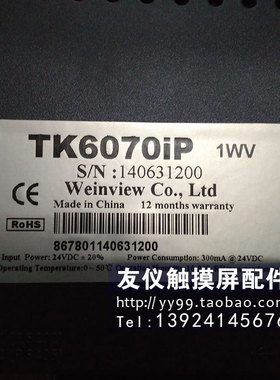 TK6070iP 1WV
S/N :140631200
Weinview Co., Ltd
Made in China 12 months warranty
CE
RoHS
867801140631200
Input Power: 24VDC ± 20% Power Consumption: 300mA @ 24VDC
Operating Temperature: 0~50°C
友仪触摸屏配件
http://yy99.taobao.com
13924145676